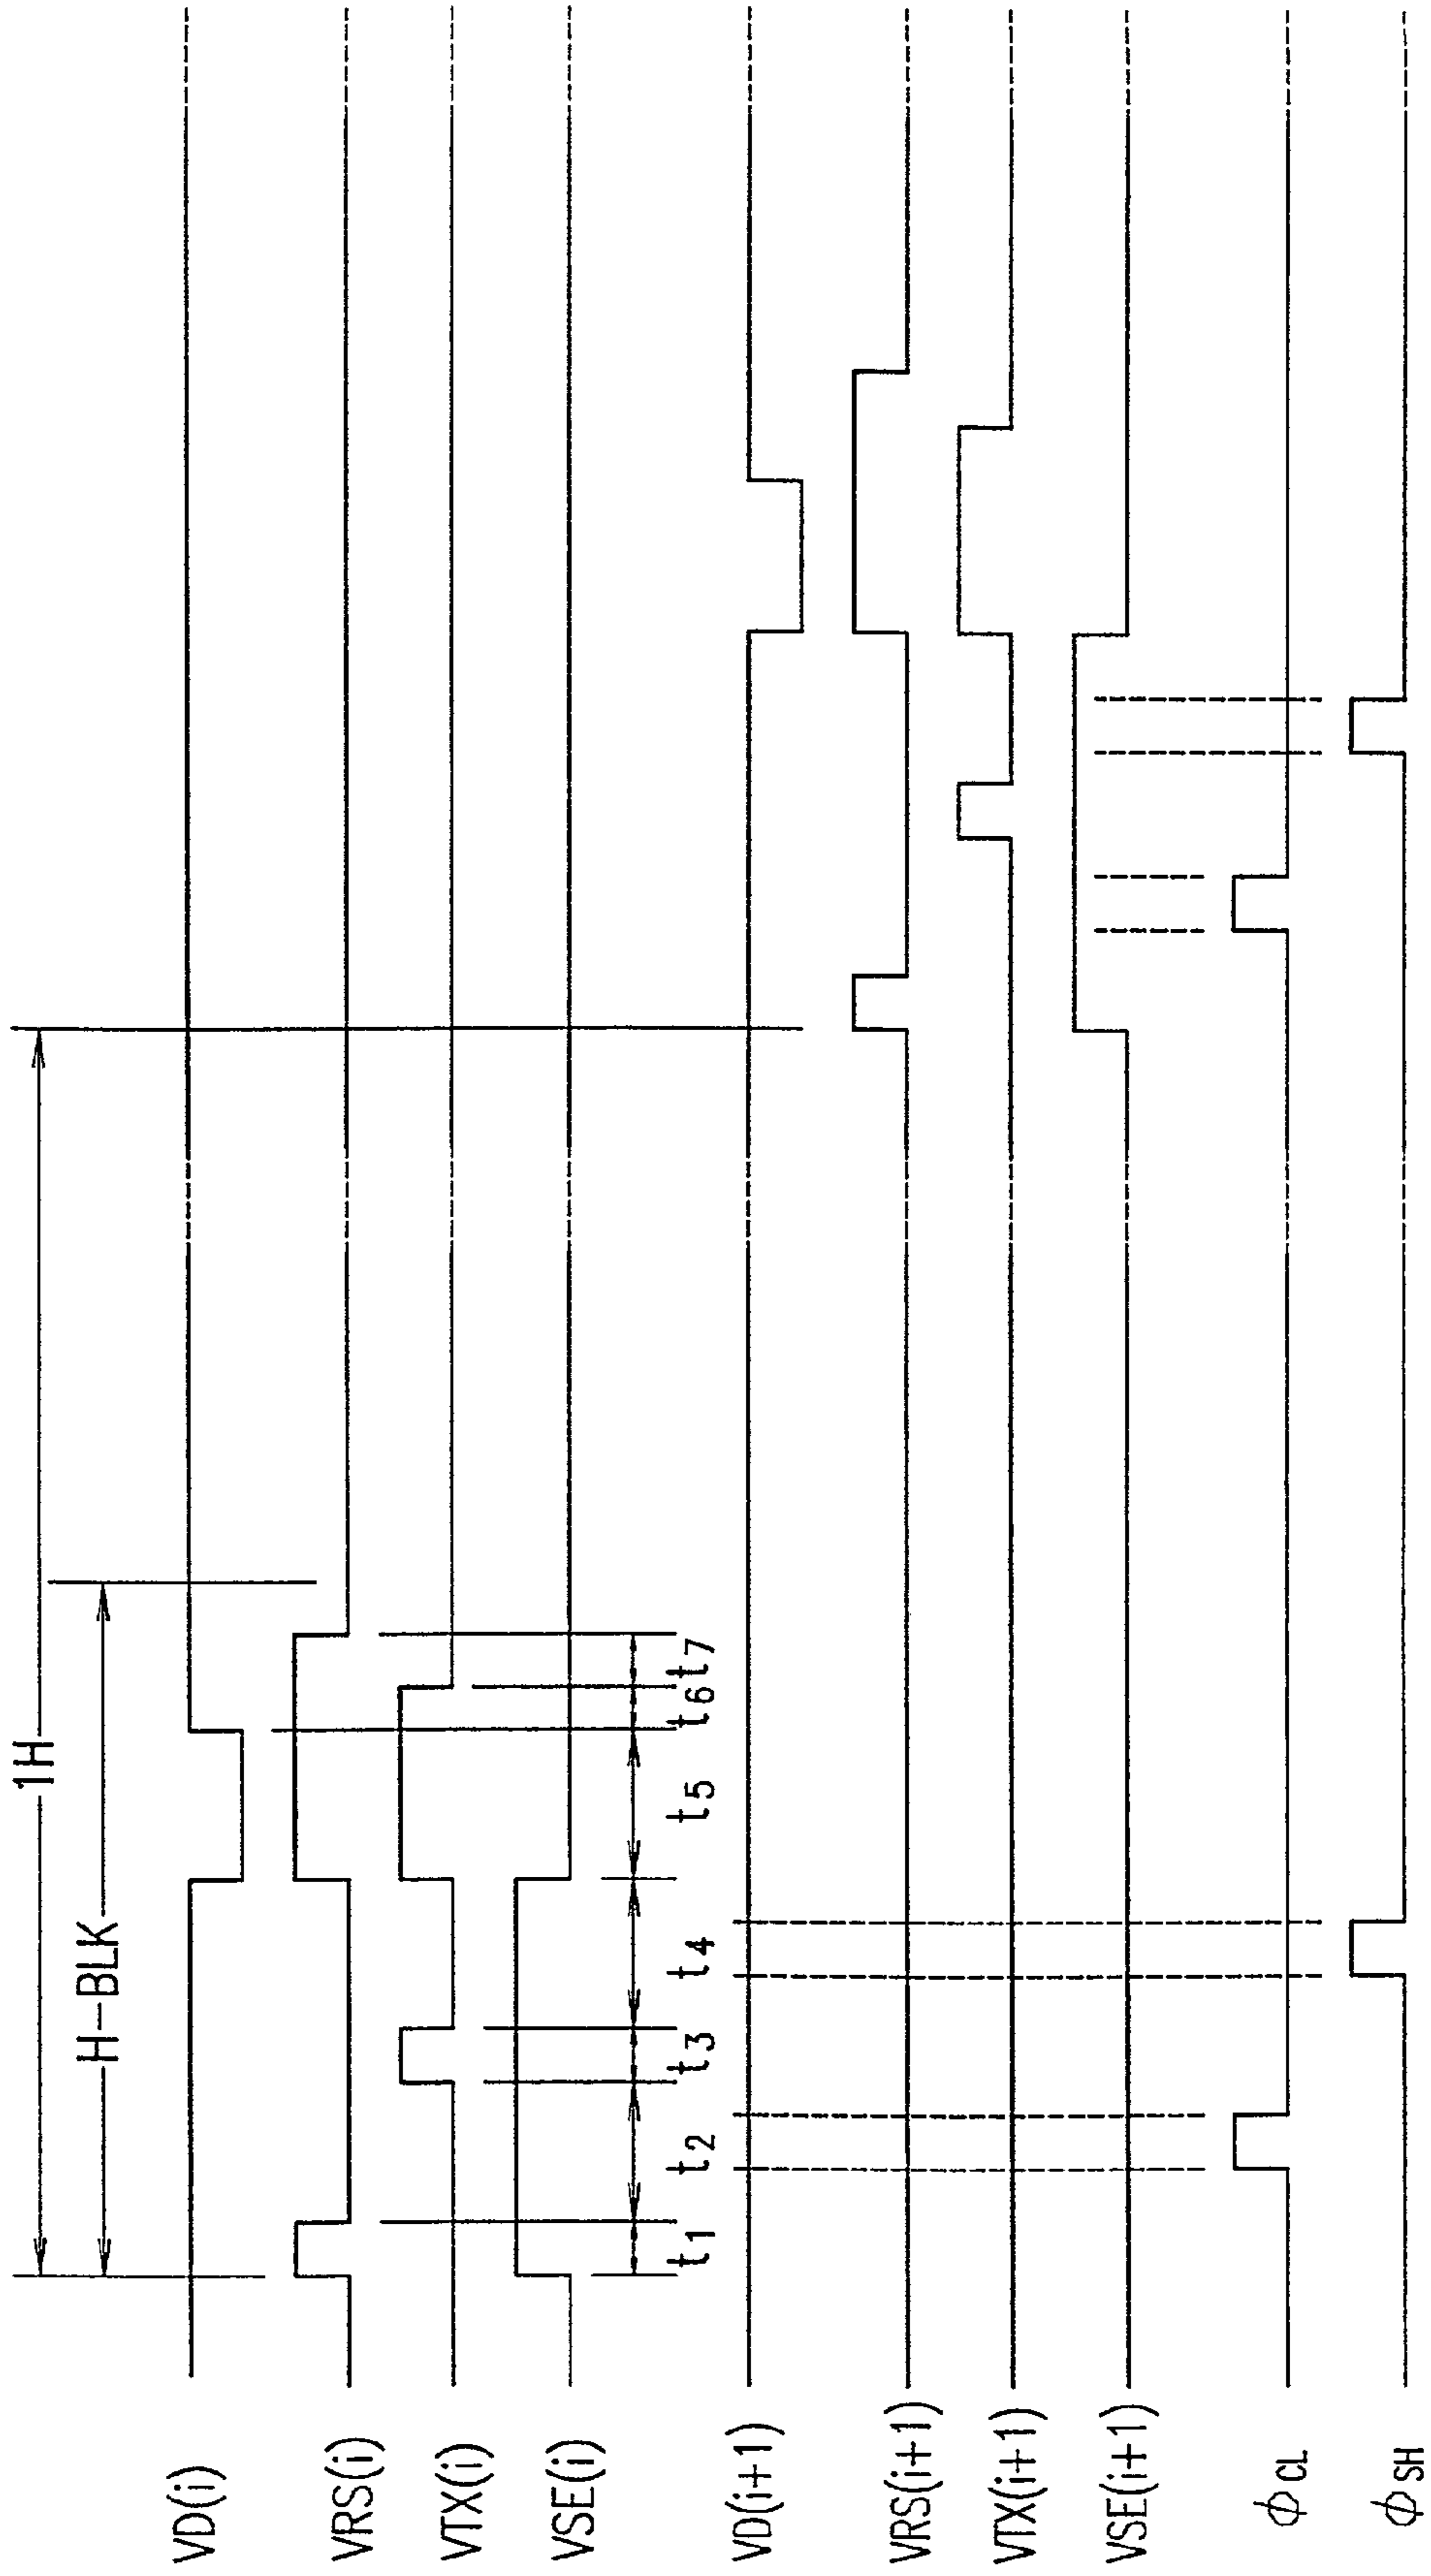 1H
H-BLK
VD(i)
VRS(i)
VTX(i)
VSE(i)
t1 t2 t3 t4 t5 t6 t7
VD(i+1)
VRS(i+1)
VTX(i+1)
VSE(i+1)
ϕCL
ϕSH